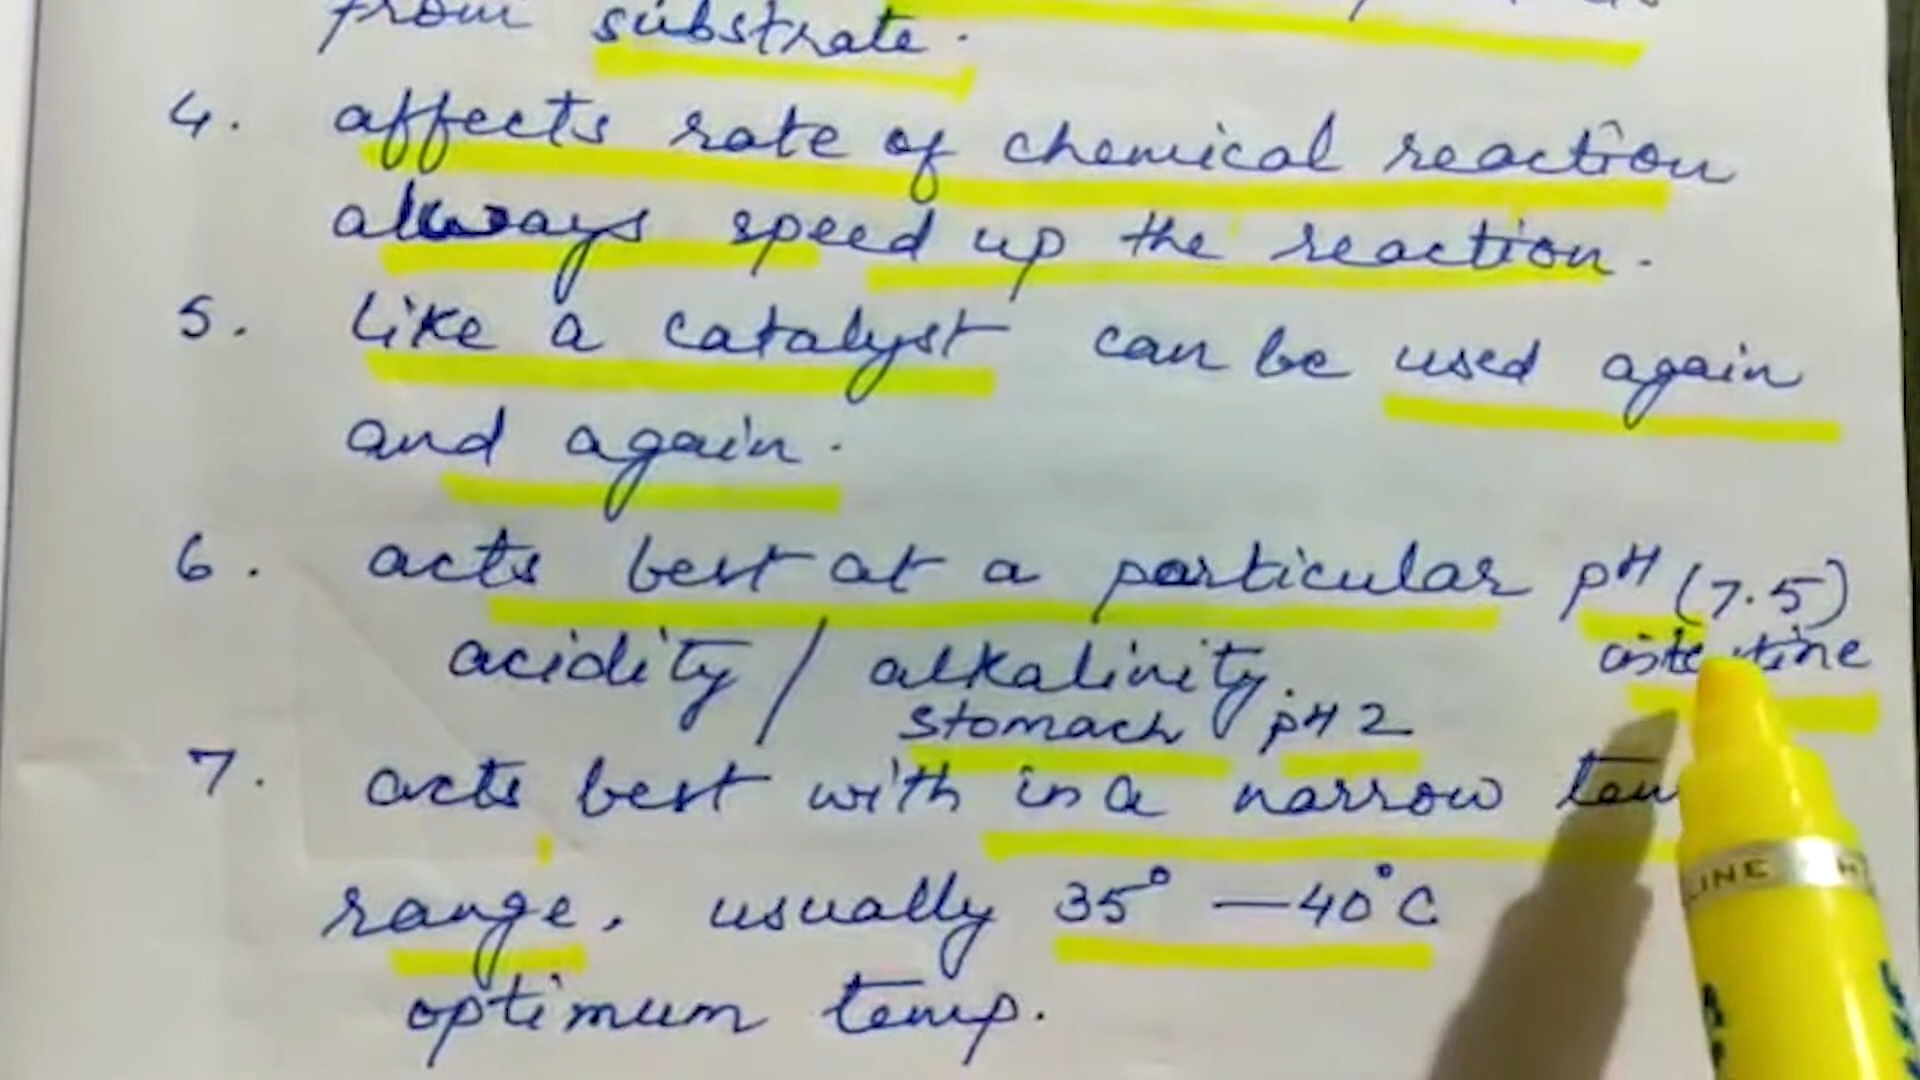 from substrate.
4. affects rate of chemical reaction
always speed up the reaction.
5. Like a catalyst can be used again
and again.
6. acts best at a particular pH (7.5)
acidity / alkalinity.
stomach pH 2
7. acts best with in a narrow
range, usually 35° — 40°C
optimum temp.